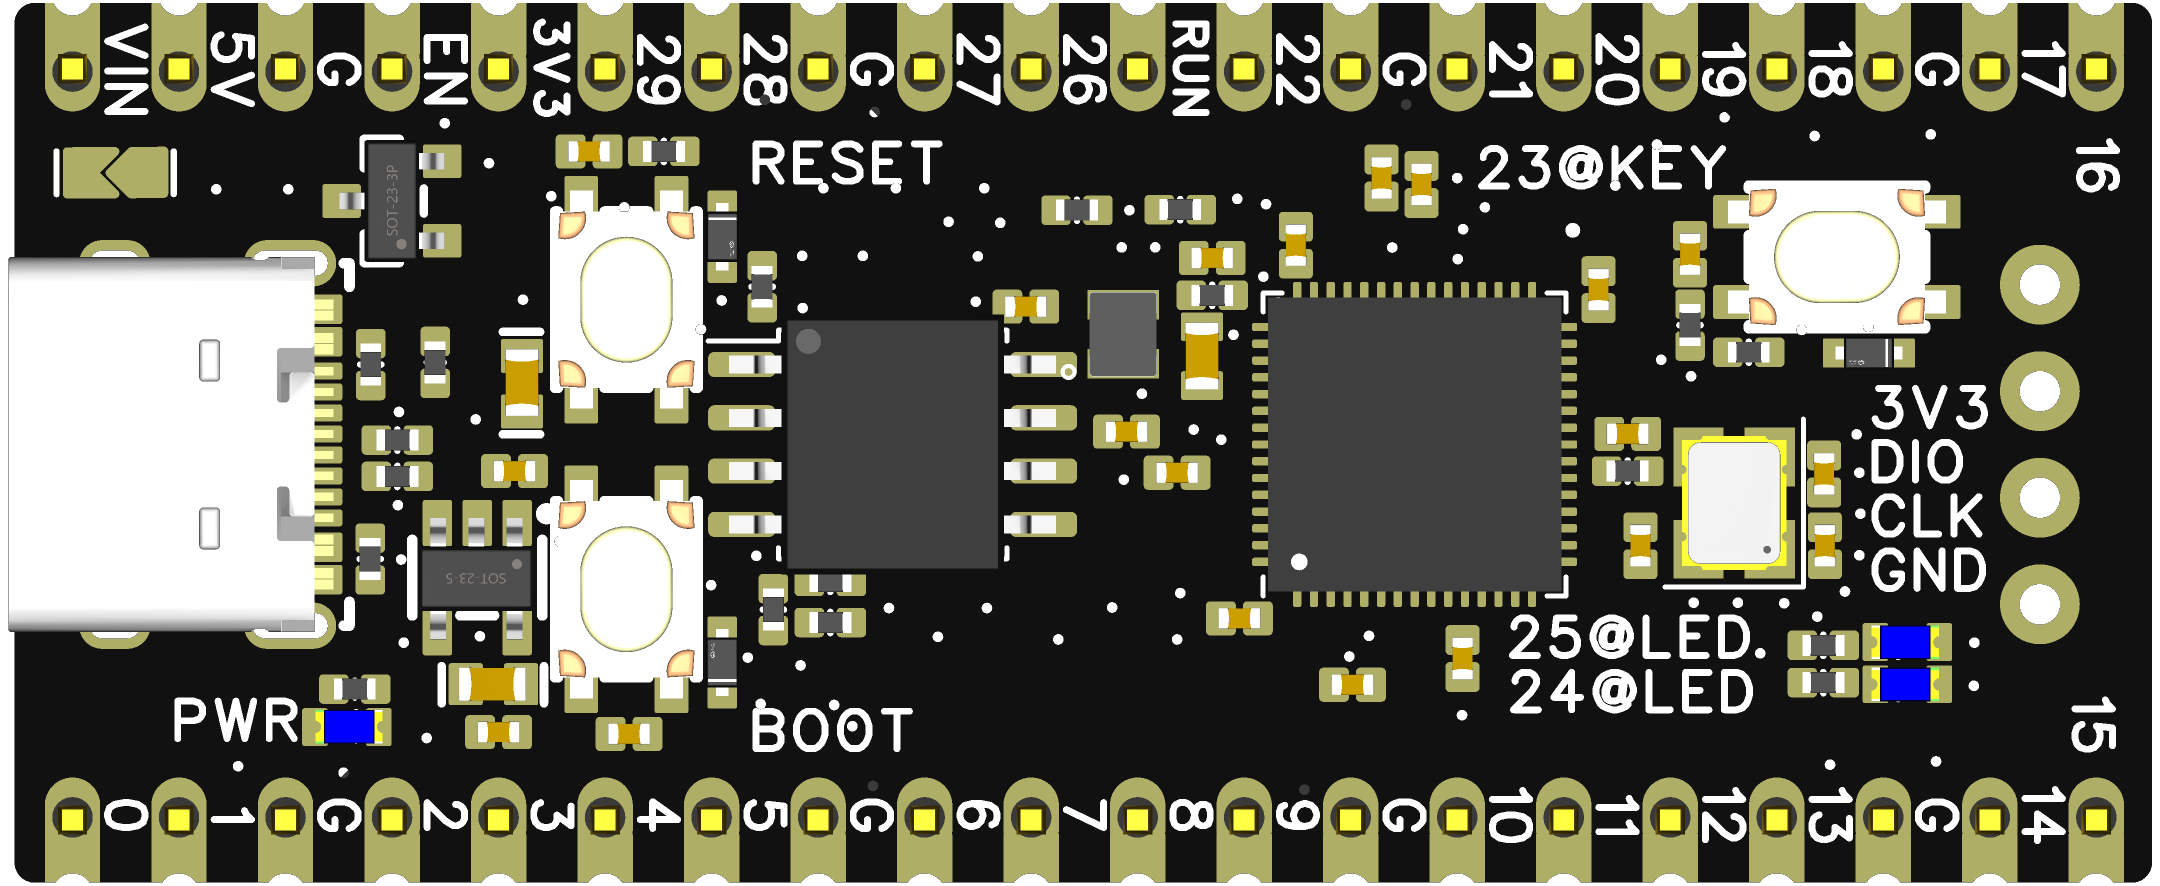 VIN
5V
G
EN
3V3
29
28
G
27
26
RUN
22
G
21
20
19
18
G
17
16
SOT-23-3P
RESET
23@KEY
3V3
DIO
CLK
GND
SOT-23-5
25@LED
24@LED
PWR
BOOT
15
0
1
G
2
3
4
5
G
6
7
8
9
G
10
11
12
13
G
14